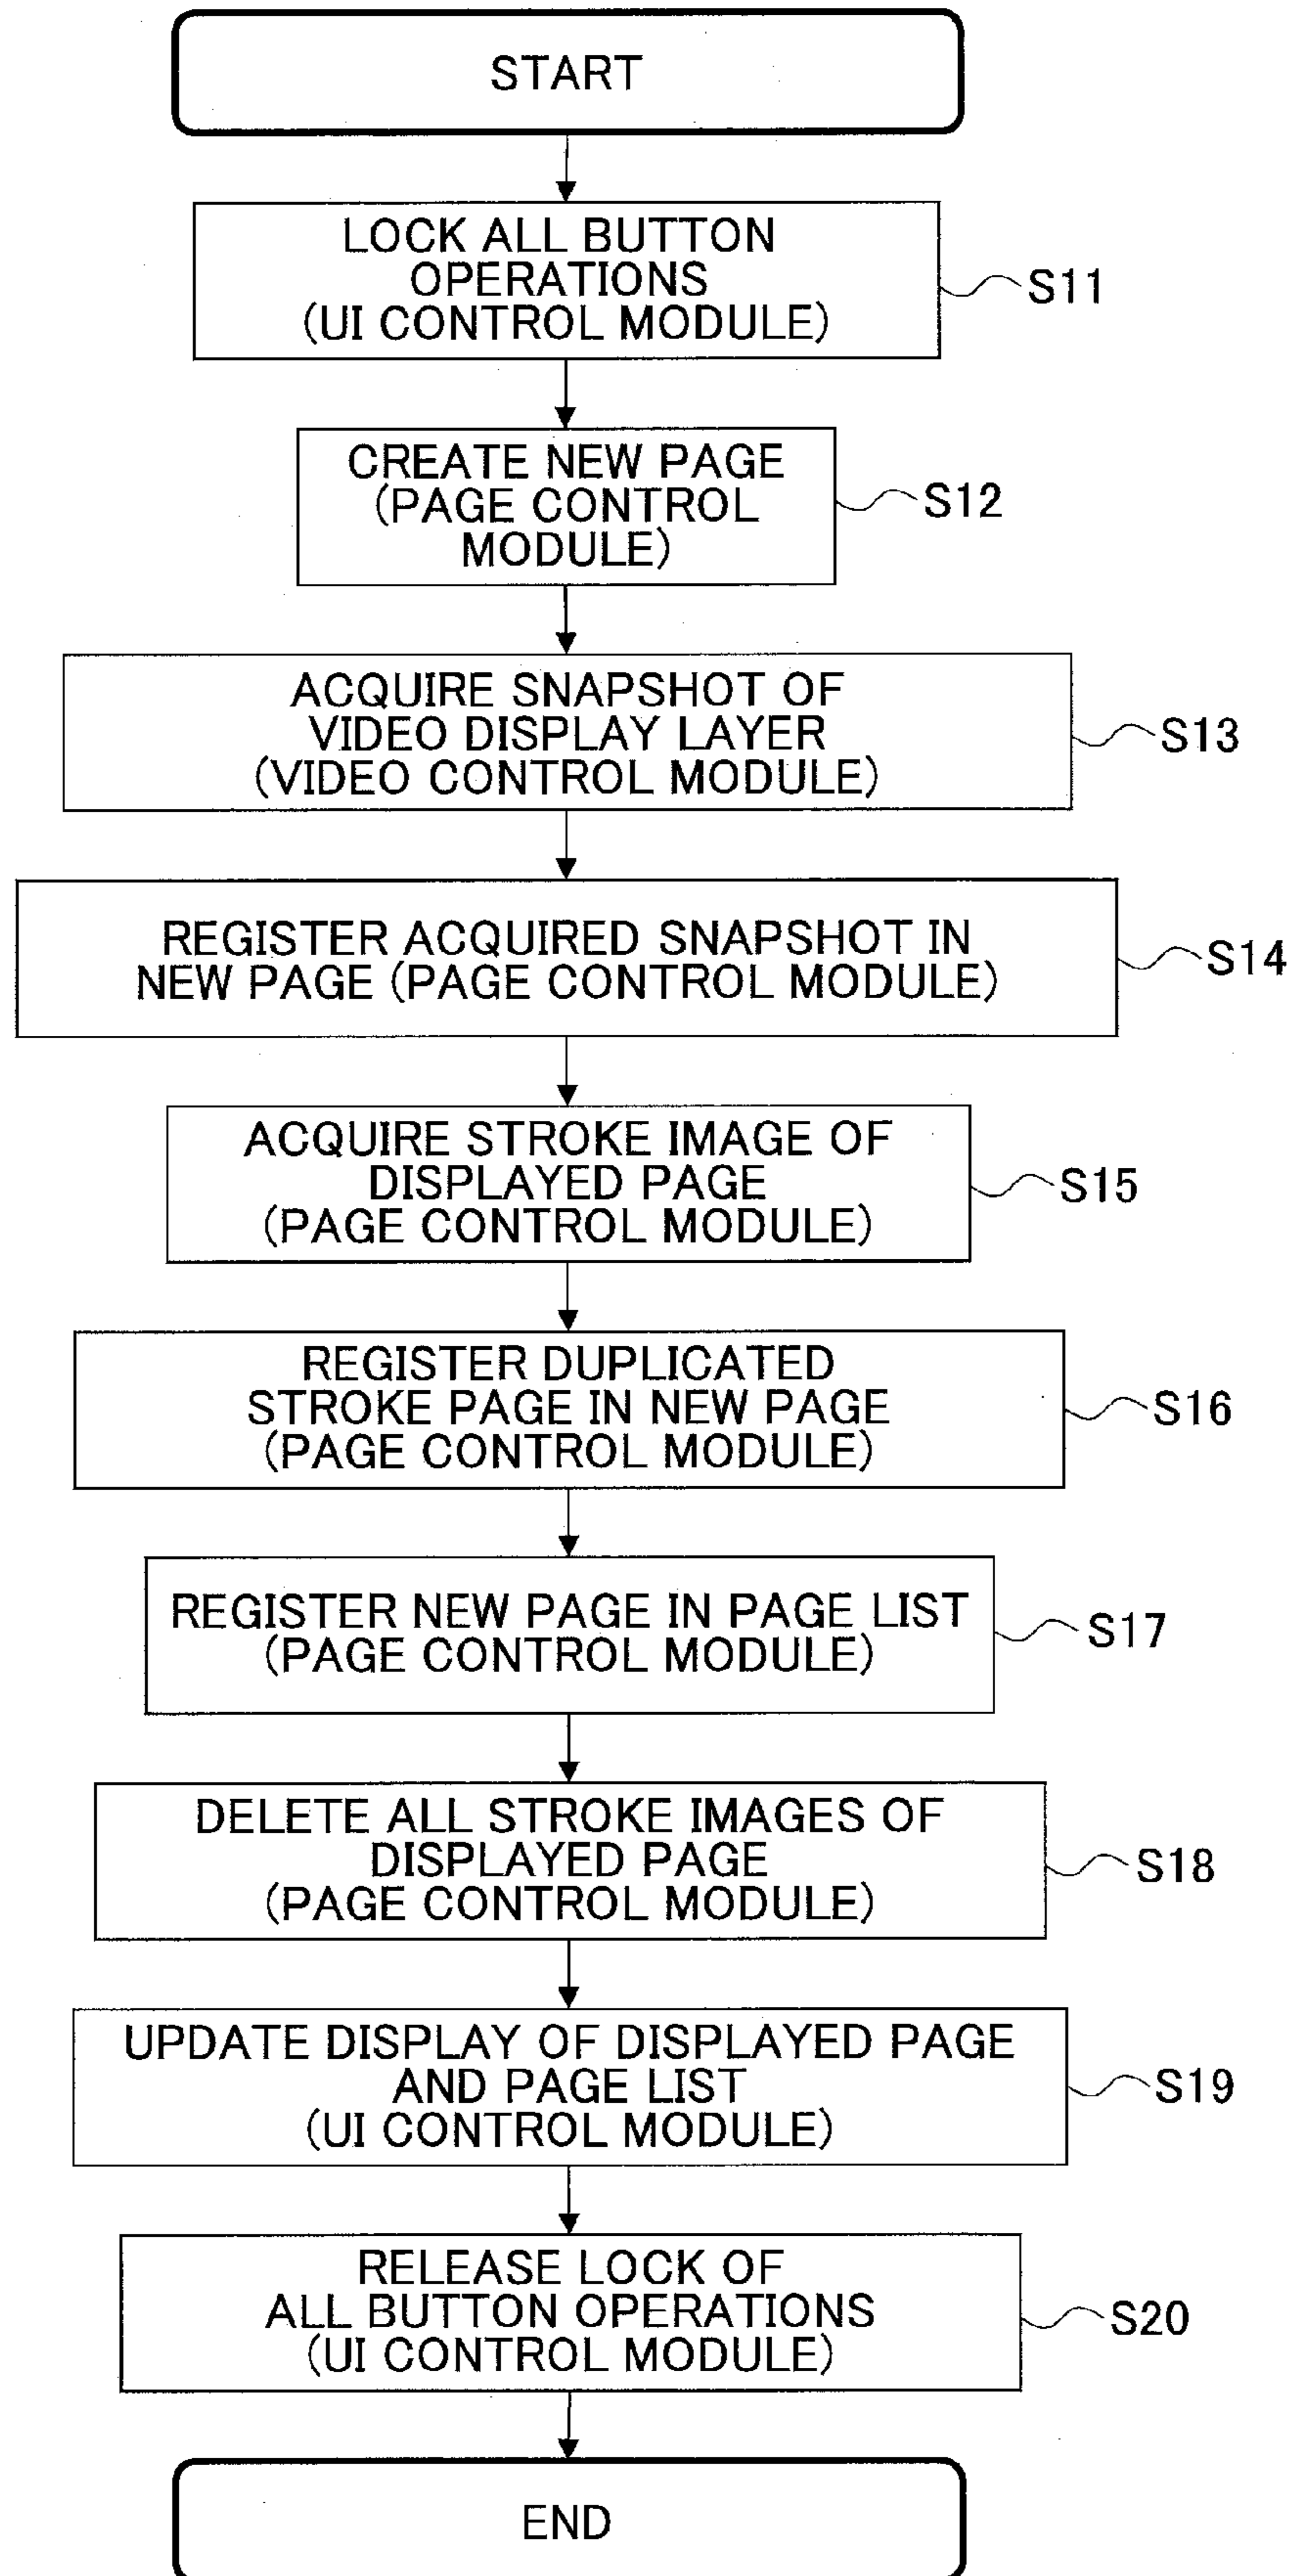 START
LOCK ALL BUTTON
OPERATIONS
(UI CONTROL MODULE)
S11
CREATE NEW PAGE
(PAGE CONTROL
MODULE)
S12
ACQUIRE SNAPSHOT OF
VIDEO DISPLAY LAYER
(VIDEO CONTROL MODULE)
S13
REGISTER ACQUIRED SNAPSHOT IN
NEW PAGE (PAGE CONTROL MODULE)
S14
ACQUIRE STROKE IMAGE OF
DISPLAYED PAGE
(PAGE CONTROL MODULE)
S15
REGISTER DUPLICATED
STROKE PAGE IN NEW PAGE
(PAGE CONTROL MODULE)
S16
REGISTER NEW PAGE IN PAGE LIST
(PAGE CONTROL MODULE)
S17
DELETE ALL STROKE IMAGES OF
DISPLAYED PAGE
(PAGE CONTROL MODULE)
S18
UPDATE DISPLAY OF DISPLAYED PAGE
AND PAGE LIST
(UI CONTROL MODULE)
S19
RELEASE LOCK OF
ALL BUTTON OPERATIONS
(UI CONTROL MODULE)
S20
END